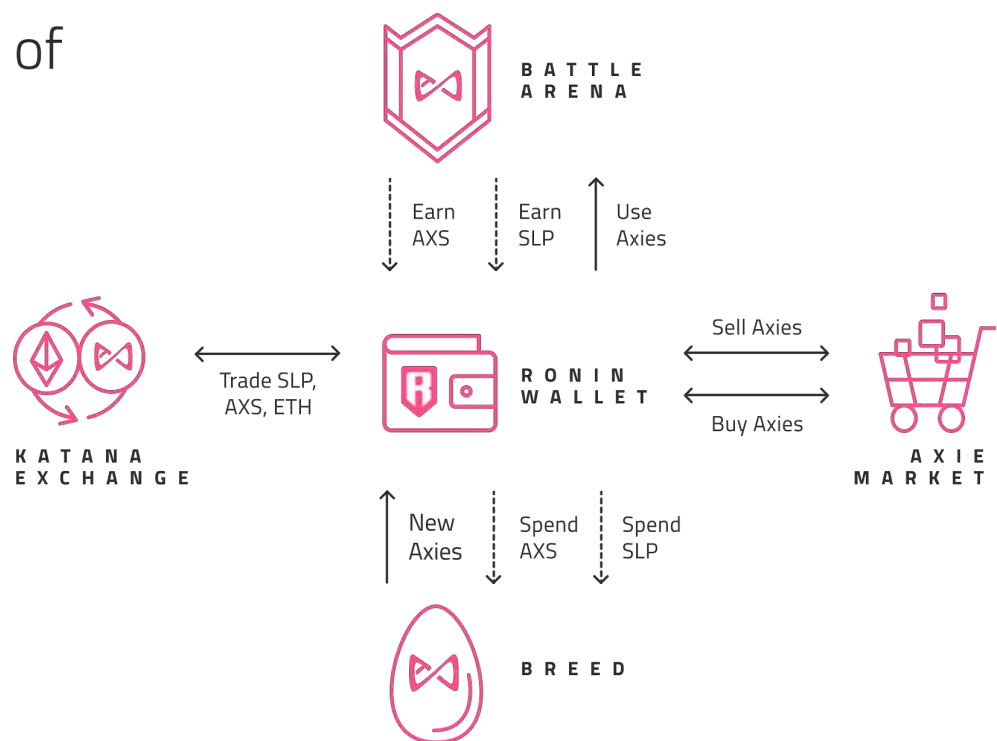 of
BATTLE
ARENA
Earn
AXS
Earn
SLP
Use
Axies
Trade SLP,
AXS, ETH
KATANA
EXCHANGE
R
RONIN
WALLET
Sell Axies
Buy Axies
AXIE
MARKET
New
Axies
Spend
AXS
Spend
SLP
BREED